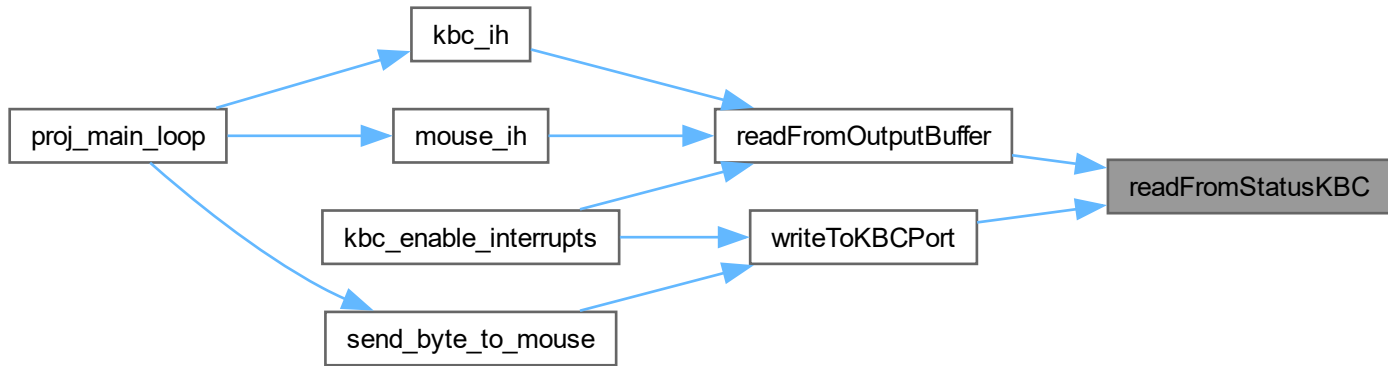 kbc_ih
proj_main_loop
mouse_ih
readFromOutputBuffer
readFromStatusKBC
kbc_enable_interrupts
writeToKBCPort
send_byte_to_mouse